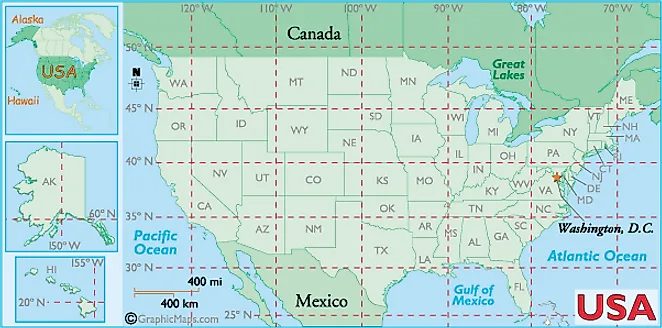 Alaska
USA
Hawaii
AK
60° N
150° W
HI
155° W
20° N
120° W
110° W
100° W
90° W
80° W
70° W
50° N
Canada
N
Great
Lakes
45° N
40° N
35° N
30° N
25° N
WA
MT
ND
MN
ME
OR
ID
WY
SD
WI
MI
NY
VT
NH
MA
NE
IA
PA
CT
NV
UT
CO
KS
MO
IL
IN
OH
NJ
DE
MD
WV
VA
KY
CA
AZ
NM
OK
AR
TN
NC
SC
TX
LA
MS
AL
GA
FL
Washington, D.C.
Pacific
Ocean
Atlantic Ocean
Gulf of
Mexico
Mexico
400 mi
400 km
©GraphicMaps.com
USA